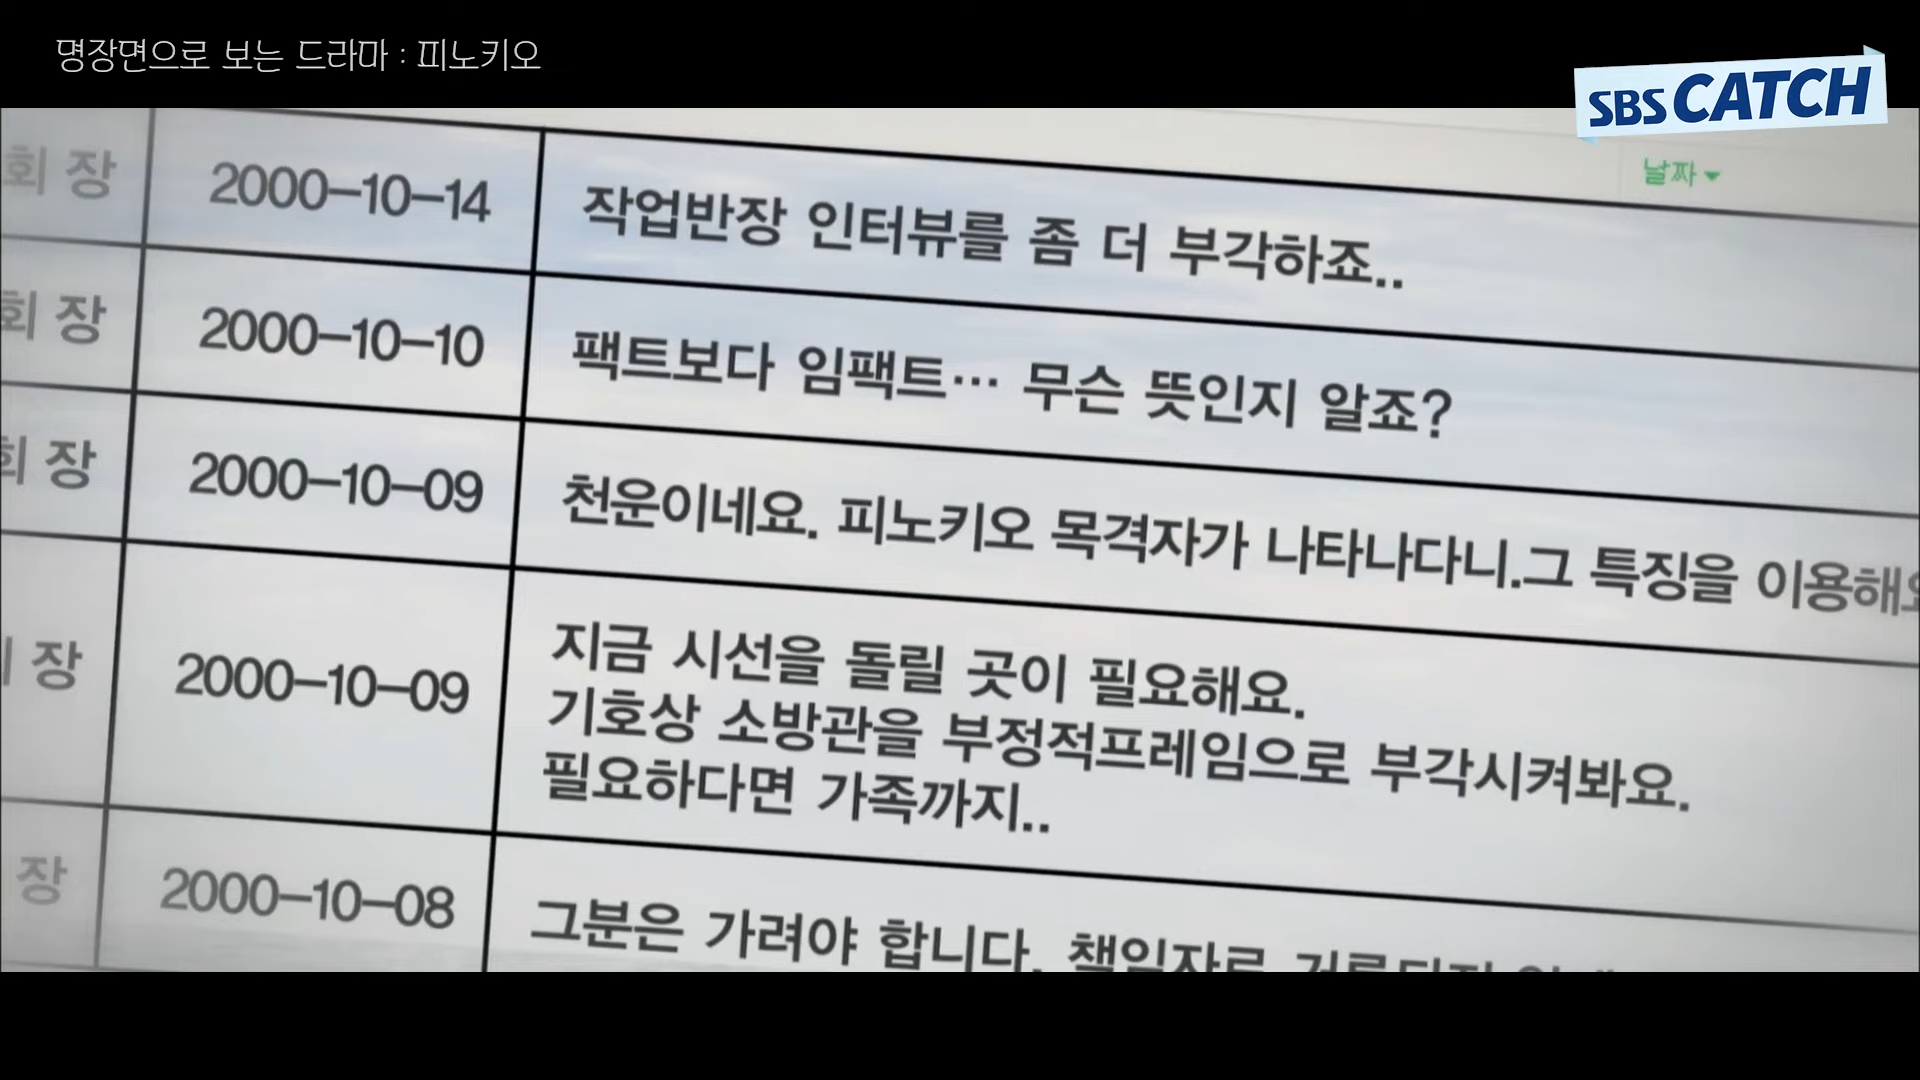 명장면으로 보는 드라마 : 피노키오
SBS CATCH
날짜
회 장 2000-10-14 작업반장 인터뷰를 좀 더 부각하죠..
회 장 2000-10-10 팩트보다 임팩트… 무슨 뜻인지 알죠?
회 장 2000-10-09 천운이네요. 피노키오 목격자가 나타나다니.그 특징을 이용해
장 2000-10-09 지금 시선을 돌릴 곳이 필요해요.
기호상 소방관을 부정적프레임으로 부각시켜봐요.
필요하다면 가족까지..
장 2000-10-08 그분은 가려야 합니다. 책임자로